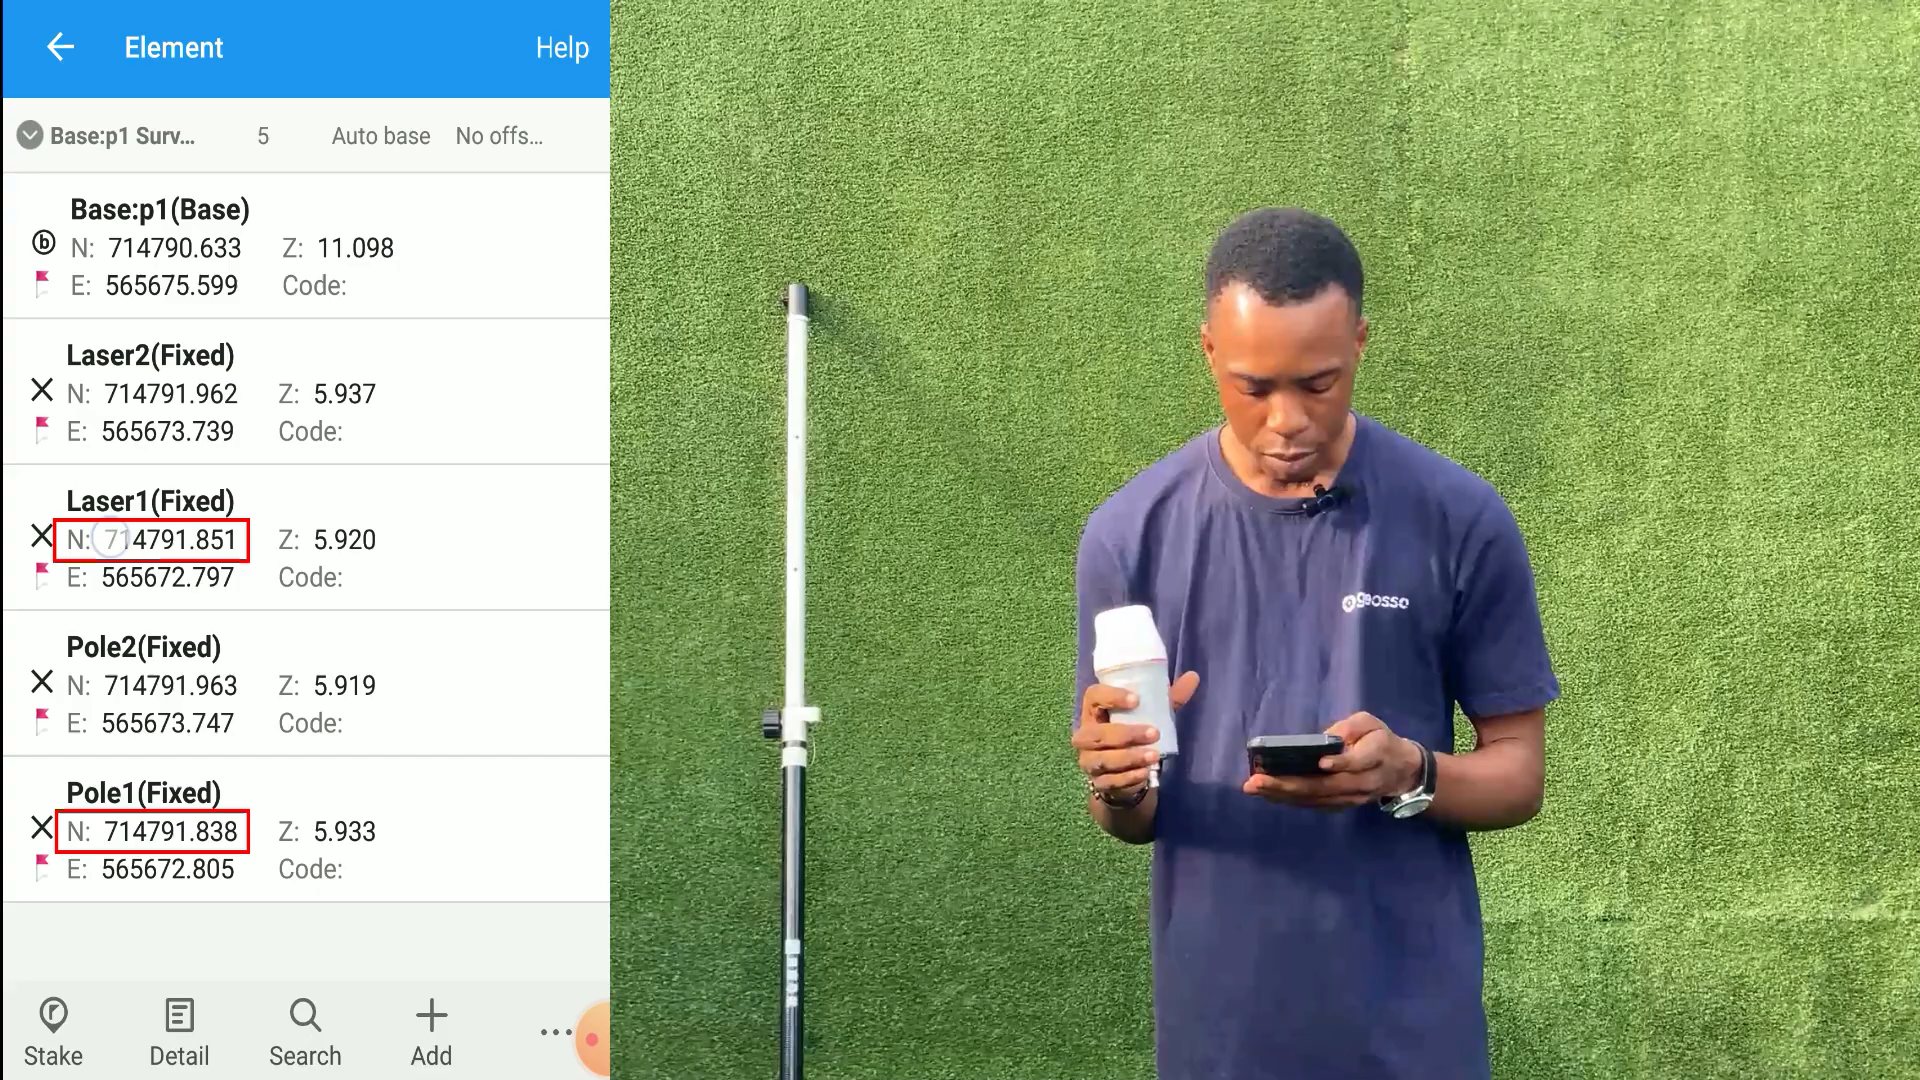 Element
Help
Base:p1 Surv... 5 Auto base No offs...
Base:p1(Base)
b N: 714790.633 Z: 11.098
E: 565675.599 Code:
Laser2(Fixed)
N: 714791.962 Z: 5.937
E: 565673.739 Code:
Laser1(Fixed)
N: 714791.851 Z: 5.920
E: 565672.797 Code:
Pole2(Fixed)
N: 714791.963 Z: 5.919
E: 565673.747 Code:
Pole1(Fixed)
N: 714791.838 Z: 5.933
E: 565672.805 Code:
Stake
Detail
Search
Add